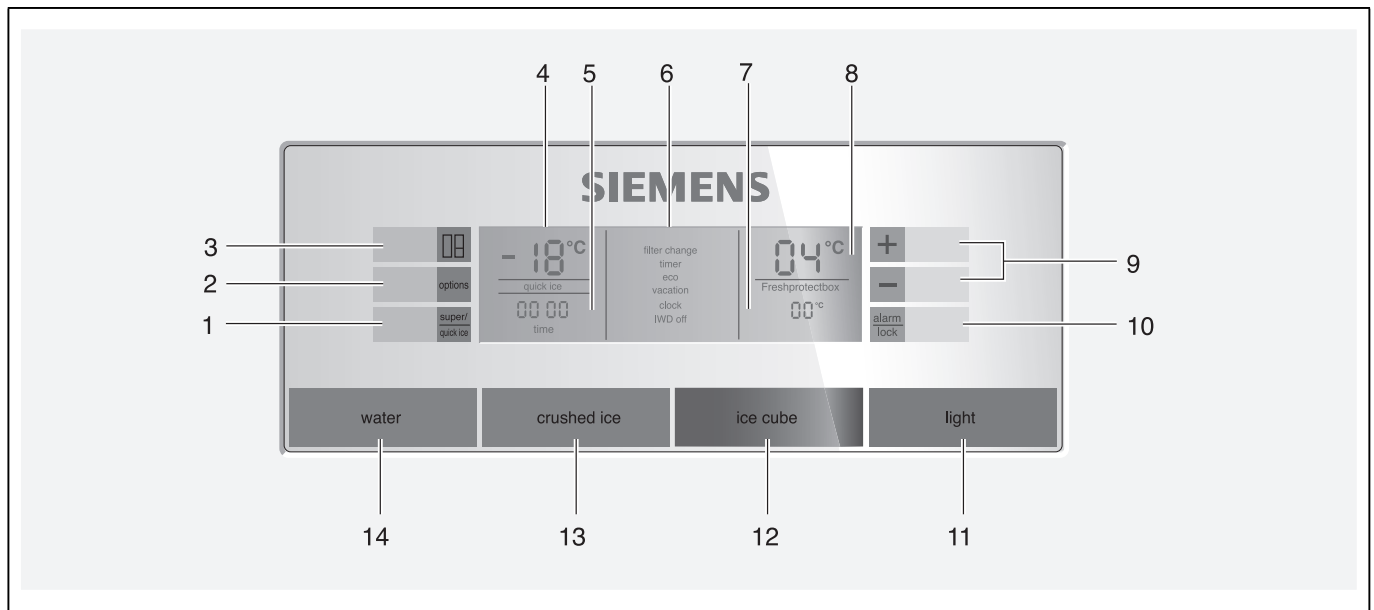 4 5 6 7 8
SIEMENS
3
-18°C
filter change
04°C
+
9
timer
2
options
eco
quick ice
vacation
Freshprotectbox
−
1
super/
quick ice
00 00
clock
00°C
alarm
lock
10
time
IWD off
water
crushed ice
ice cube
light
14 13 12 11